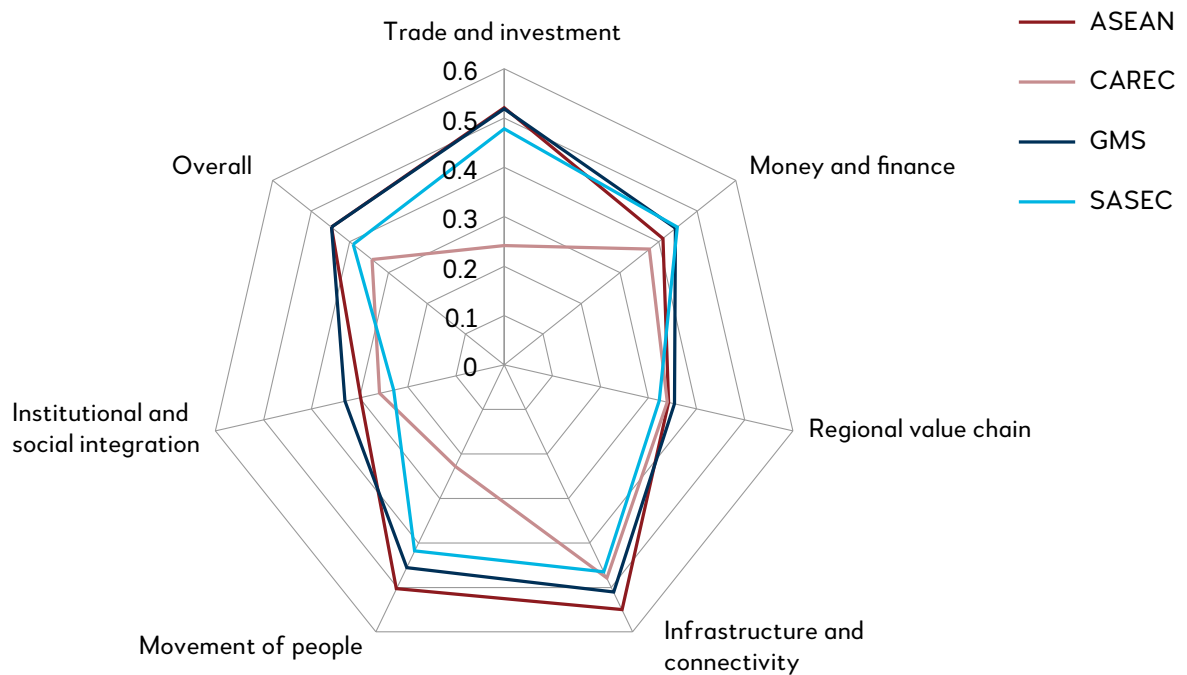 Trade and investment
0.6
0.5
0.4
0.3
0.2
0.1
0
Money and finance
Regional value chain
Infrastructure and
connectivity
Movement of people
Institutional and
social integration
Overall
ASEAN
CAREC
GMS
SASEC